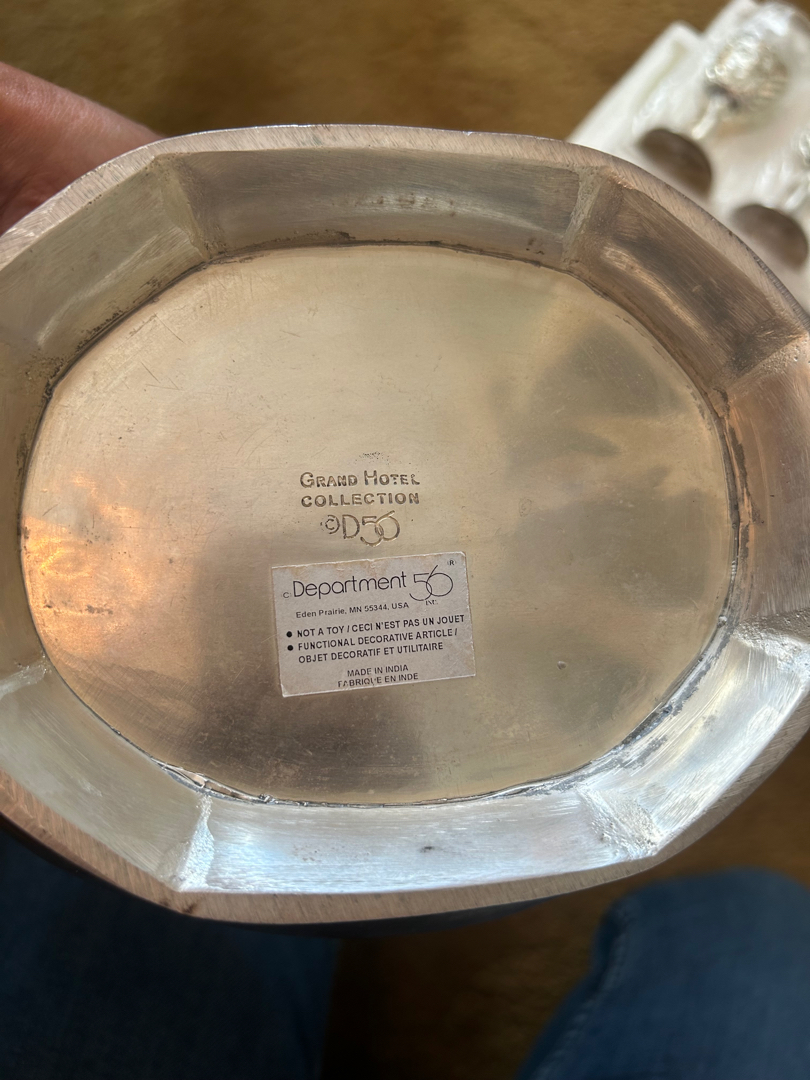 GRAND HOTEL
COLLECTION
©D56
©Department 56®
INC.
Eden Prairie, MN 55344, USA
● NOT A TOY / CECI N'EST PAS UN JOUET
● FUNCTIONAL DECORATIVE ARTICLE /
OBJET DECORATIF ET UTILITAIRE
MADE IN INDIA
FABRIQUE EN INDE